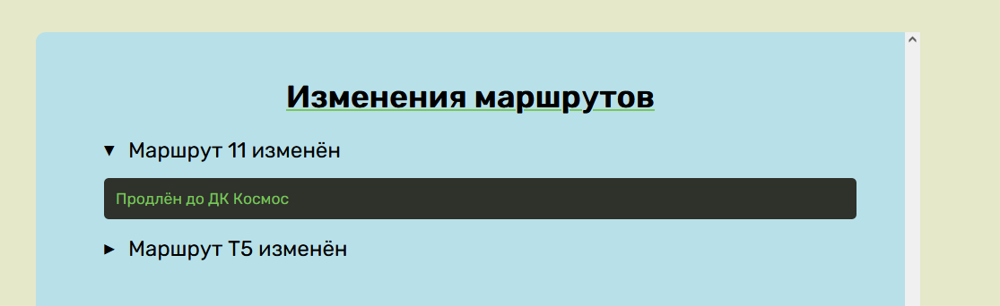 Изменения маршрутов
Маршрут 11 изменён
Продлён до ДК Космос
Маршрут Т5 изменён